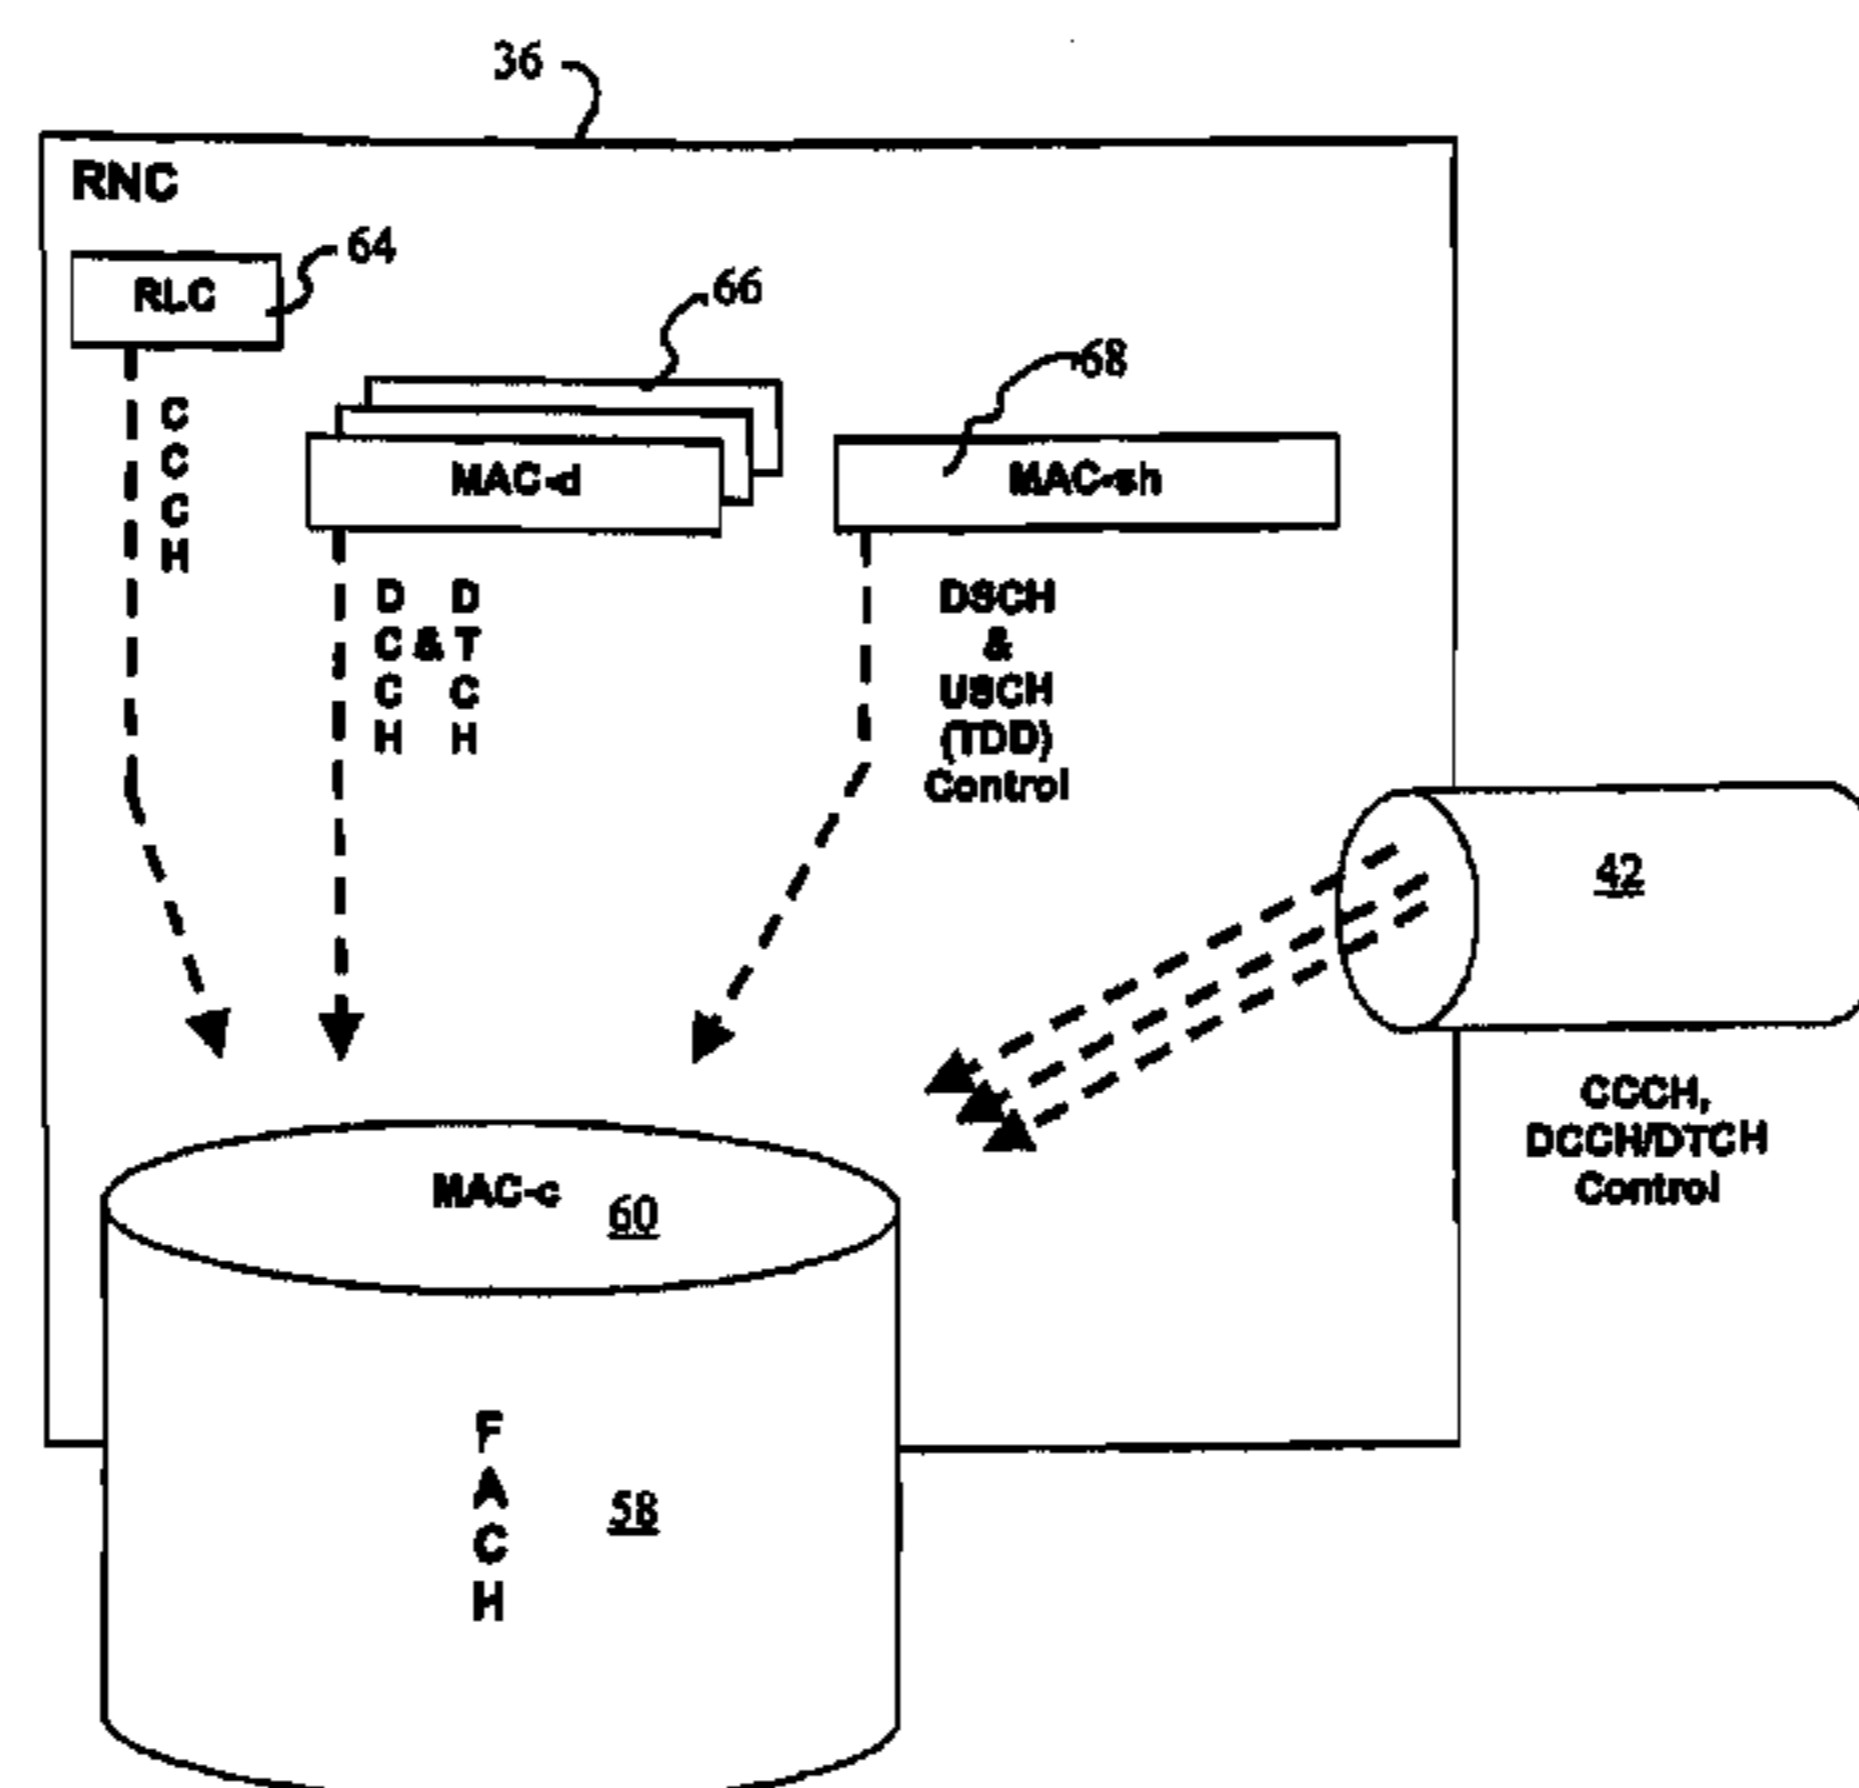 36
RNC
64
RLC
66
68
C
C
C
H
MAC-d
MAC-sh
D D
C & T
C C
H H
DSCH
&
USCH
(TDD)
Control
42
CCCH,
DCCH/DTCH
Control
MAC-c
60
F
A
C
H
58